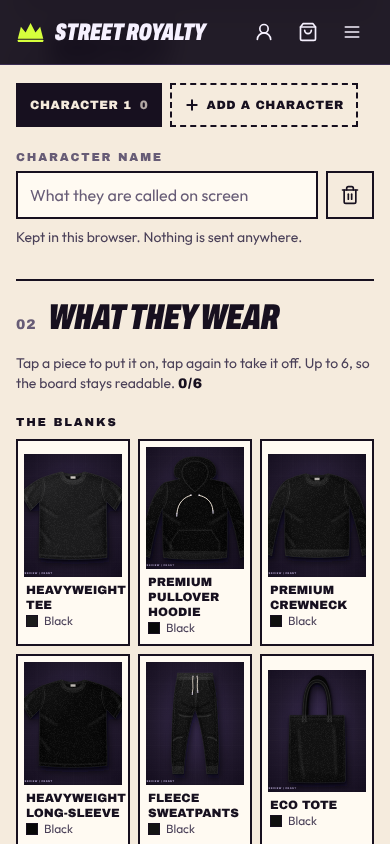 STREET ROYALTY
CHARACTER 1 0
+ ADD A CHARACTER
CHARACTER NAME
What they are called on screen
Kept in this browser. Nothing is sent anywhere.
02 WHAT THEY WEAR
Tap a piece to put it on, tap again to take it off. Up to 6, so
the board stays readable. 0/6
THE BLANKS
HEAVYWEIGHT
TEE
Black
PREMIUM
PULLOVER
HOODIE
Black
PREMIUM
CREWNECK
Black
HEAVYWEIGHT
LONG-SLEEVE
Black
FLEECE
SWEATPANTS
Black
ECO TOTE
Black